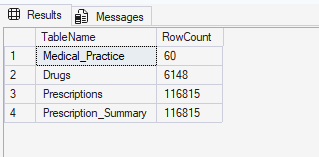 Results Messages
TableName RowCount
1 Medical_Practice 60
2 Drugs 6148
3 Prescriptions 116815
4 Prescription_Summary 116815